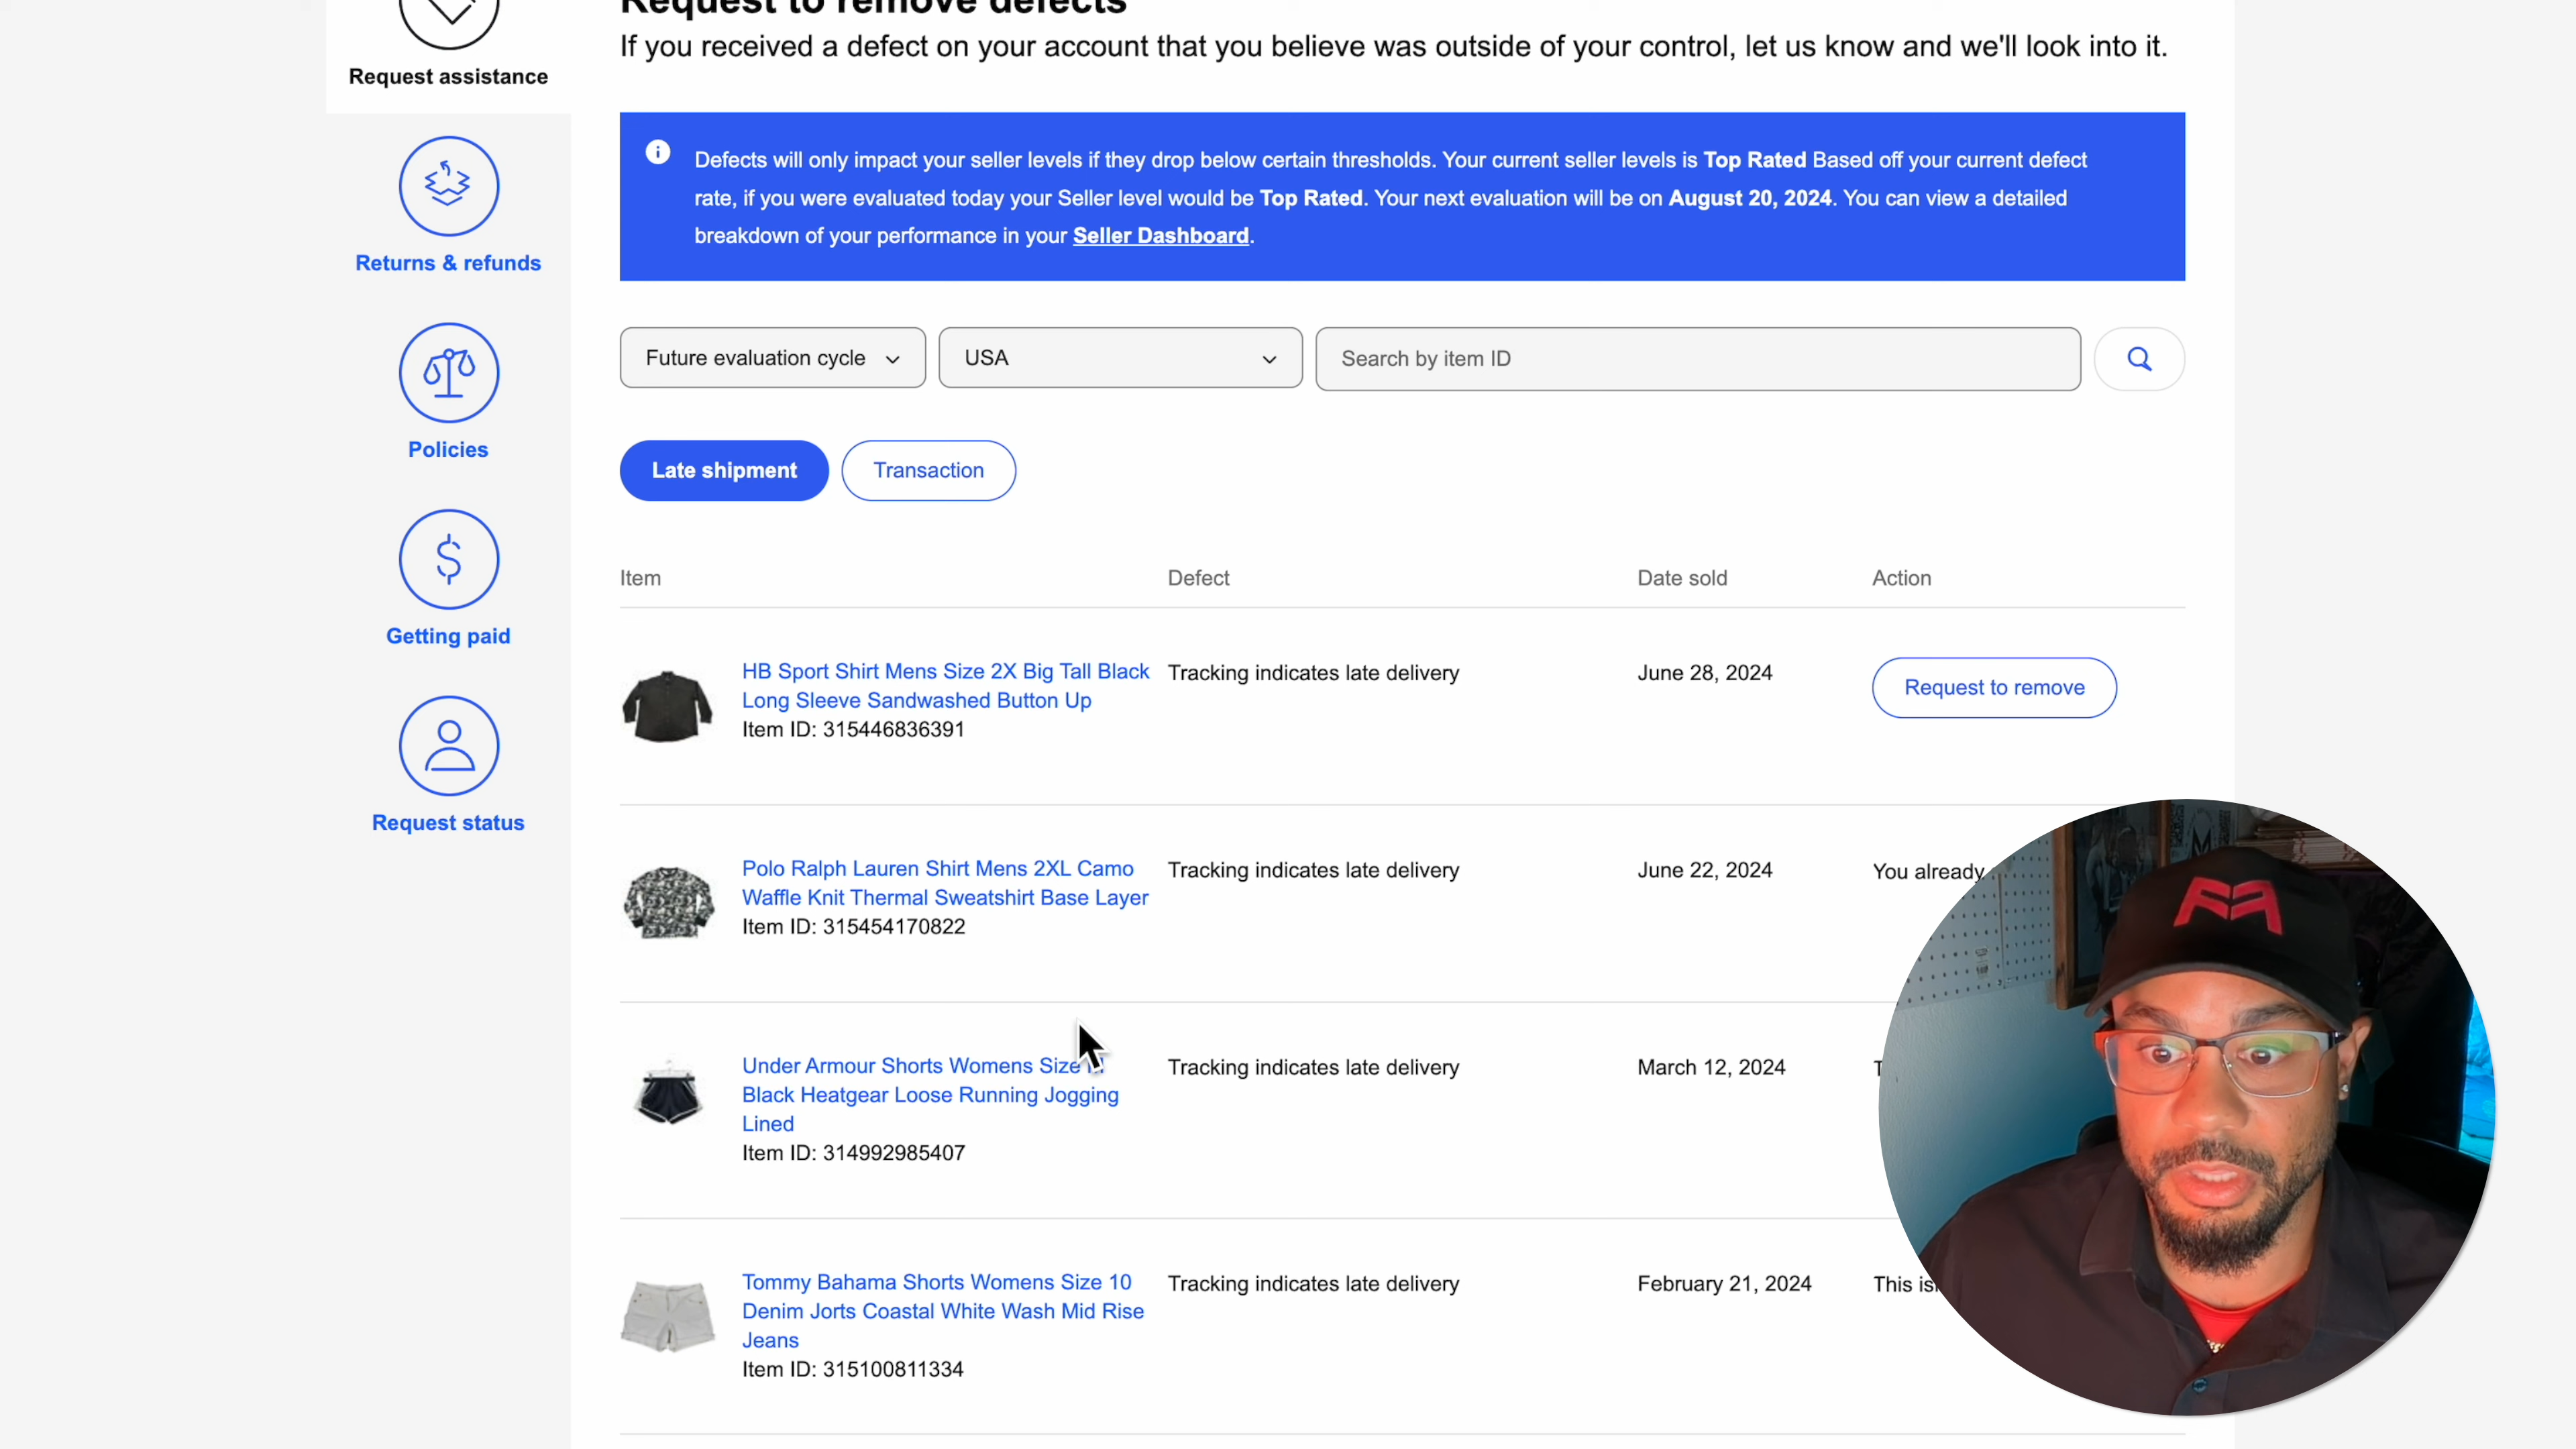 Request to remove defects
If you received a defect on your account that you believe was outside of your control, let us know and we'll look into it.
Request assistance
Returns & refunds
Policies
Getting paid
Request status
Defects will only impact your seller levels if they drop below certain thresholds. Your current seller levels is Top Rated Based off your current defect
rate, if you were evaluated today your Seller level would be Top Rated. Your next evaluation will be on August 20, 2024. You can view a detailed
breakdown of your performance in your Seller Dashboard.
Future evaluation cycle
USA
Search by item ID
Late shipment
Transaction
Item Defect Date sold Action
HB Sport Shirt Mens Size 2X Big Tall Black
Long Sleeve Sandwashed Button Up
Item ID: 315446836391
Tracking indicates late delivery
June 28, 2024
Request to remove
Polo Ralph Lauren Shirt Mens 2XL Camo
Waffle Knit Thermal Sweatshirt Base Layer
Item ID: 315454170822
Tracking indicates late delivery
June 22, 2024
You already
Under Armour Shorts Womens Size
Black Heatgear Loose Running Jogging
Lined
Item ID: 314992985407
Tracking indicates late delivery
March 12, 2024
Tommy Bahama Shorts Womens Size 10
Denim Jorts Coastal White Wash Mid Rise
Jeans
Item ID: 315100811334
Tracking indicates late delivery
February 21, 2024
This